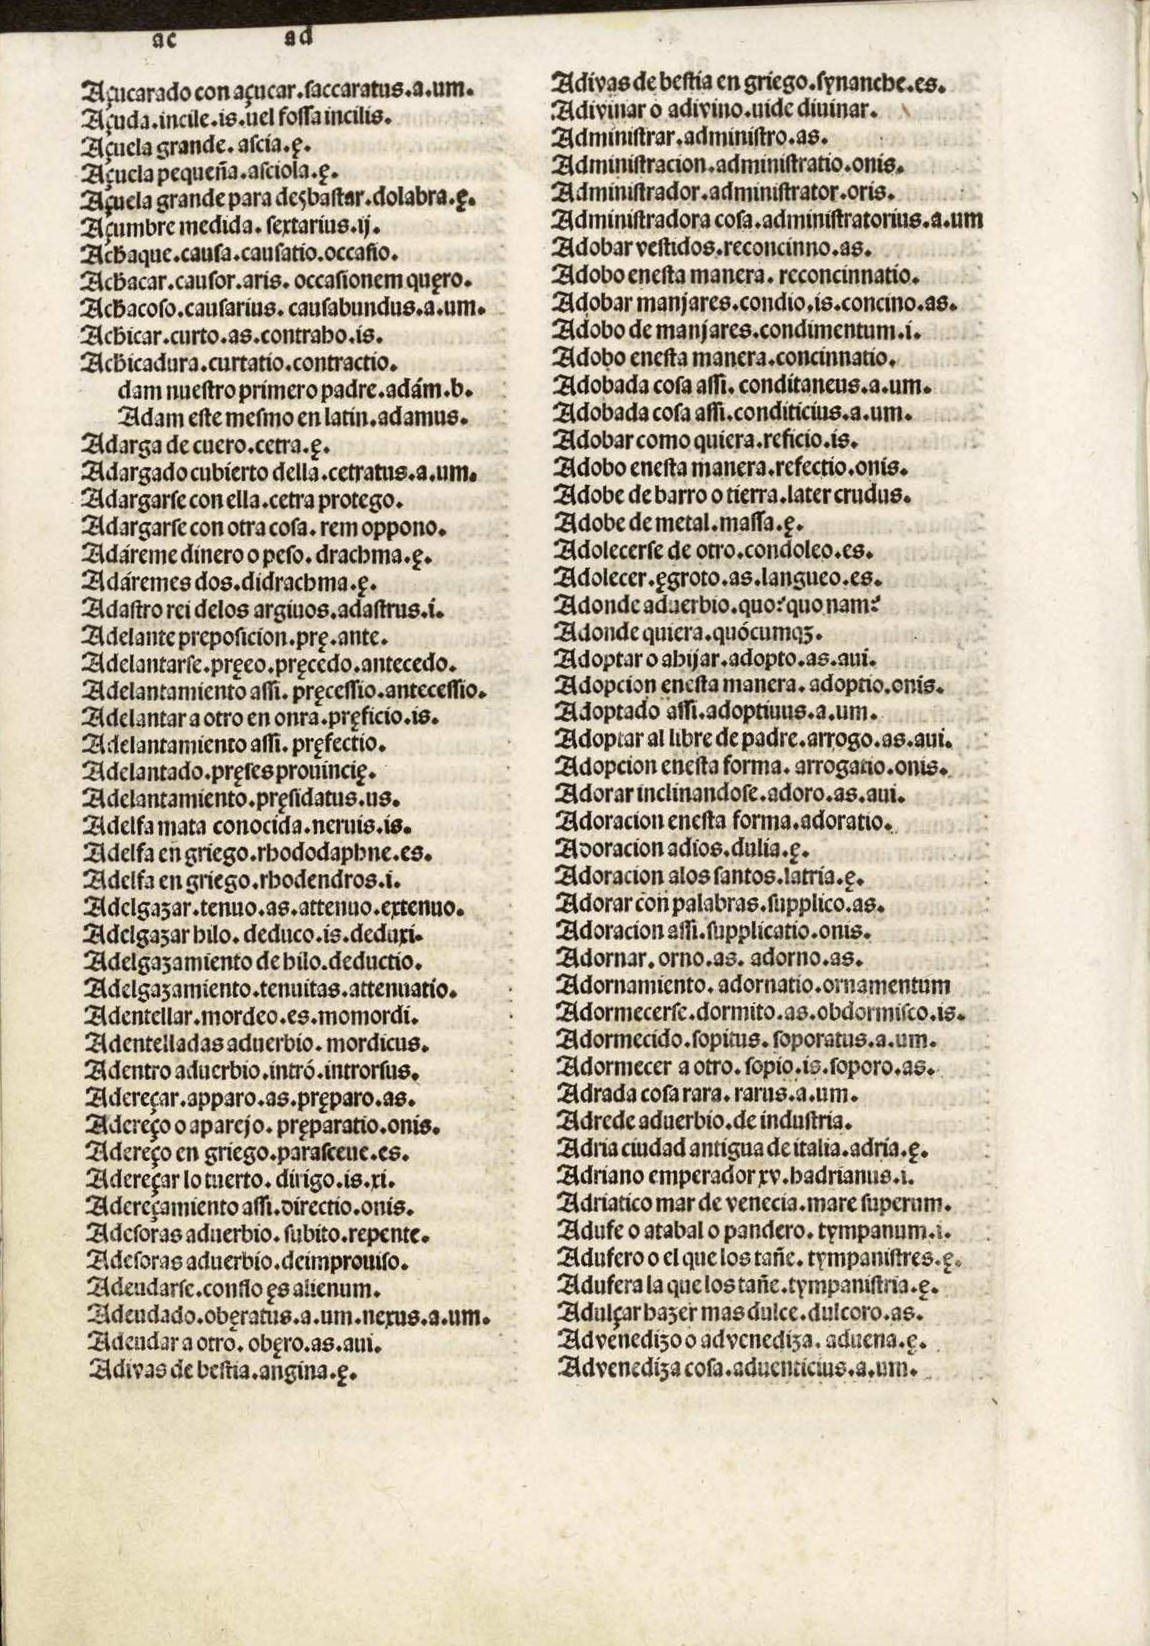 ac ad
Açucarado con açucar.saccaratus.a.um.
Açuda.incile.is.uel fossa incilis.
Açuela grande. ascia.ę.
Açuela pequeña.asciola.ę.
Açuela grande para desbastar.dolabra.ę.
Açumbre medida. sextarius.ij.
Achaque.causa.causatio.occasio.
Achacar.causor.aris. occasionem quęro.
Achacoso.causarius. causabundus.a.um.
Achicar.curto.as.contraho.is.
Achicadura.curtatio.contractio.
dam nuestro primero padre.adám.b.
Adam este mesmo en latin.adamus.
Adarga de cuero.cetra.ę.
Adargado cubierto della.cetratus.a.um.
Adargarse con ella.cetra protego.
Adargarse con otra cosa. rem oppono.
Adáreme dinero o peso. drachma.ę.
Adáremes dos.didrachma.ę.
Adastro rei delos argiuos.adastrus.i.
Adelante preposicion.prę.ante.
Adelantarse.pręeo.pręcedo.antecedo.
Adelantamiento assi. pręcessio.antecessio.
Adelantar a otro en onra.pręficio.is.
Adelantamiento assi. pręfectio.
Adelantado.pręses prouincię.
Adelantamiento.pręsidatus.us.
Adelfa mata conocida.neruis.is.
Adelfa en griego.rhododaphne.es.
Adelfa en griego.rhodendros.i.
Adelgazar.tenuo.as.attenuo.extenuo.
Adelgazar hilo. deduco.is.deduxi.
Adelgazamiento de hilo.deductio.
Adelgazamiento.tenuitas.attenuatio.
Adentellar.mordeo.es.momordi.
Adentelladas aduerbio. mordicus.
Adentro aduerbio.intró.introrsus.
Adereçar.apparo.as.pręparo.as.
Adereço o aparejo. pręparatio.onis.
Adereço en griego.parasceue.es.
Adereçar lo tuerto. dirigo.is.xi.
Adereçamiento assi.directio.onis.
Adesoras aduerbio. subito.repente.
Adesoras aduerbio.deimprouiso.
Adeudarse.conflo ęs alienum.
Adeudado.obęratus.a.um.nexus.a.um.
Adeudar a otro. obęro.as.aui.
Adivas de bestia.angina.ę.
Adivas de bestia en griego.synanche.es.
Adivinar o adivino.uide diuinar.
Administrar.administro.as.
Administracion.administratio.onis.
Administrador.administrator.oris.
Administradora cosa.administratorius.a.um
Adobar vestidos.reconcinno.as.
Adobo enesta manera. reconcinnatio.
Adobar manjares.condio.is.concino.as.
Adobo de manjares.condimentum.i.
Adobo enesta manera.concinnatio.
Adobada cosa assi. conditaneus.a.um.
Adobada cosa assi.conditicius.a.um.
Adobar como quiera.reficio.is.
Adobo enesta manera.refectio.onis.
Adobe de barro o tierra.later crudus.
Adobe de metal.massa.ę.
Adolecerse de otro.condoleo.es.
Adolecer.ęgroto.as.langueo.es.
Adonde aduerbio.quo?quo nam?
Adonde quiera.quócumqꝫ.
Adoptar o ahijar.adopto.as.aui.
Adopcion enesta manera. adoptio.onis.
Adoptado assi.adoptiuus.a.um.
Adoptar al libre de padre.arrogo.as.aui.
Adopcion enesta forma. arrogatio.onis.
Adorar inclinandose.adoro.as.aui.
Adoracion enesta forma.adoratio.
Adoracion adios.dulia.ę.
Adoracion alos santos.latria.ę.
Adorar con palabras.supplico.as.
Adoracion assi.supplicatio.onis.
Adornar. orno.as. adorno.as.
Adornamiento. adornatio.ornamentum
Adormecerse.dormito.as.obdormisco.is.
Adormecido.sopitus. soporatus.a.um.
Adormecer a otro. sopio.is.soporo.as.
Adrada cosa rara. rarus.a.um.
Adrede aduerbio.de industria.
Adria ciudad antigua de italia.adria.ę.
Adriano emperador xv.hadrianus.i.
Adriatico mar de venecia.mare superum.
Adufe o atabal o pandero. tympanum.i.
Adufero o el que los tañe. tympanistres.ę.
Adufera la que los tañe.tympanistria.ę.
Adulçar hazer mas dulce.dulcoro.as.
Advenedizo o advenediza. aduena.ę.
Advenediza cosa.aduenticius.a.um.